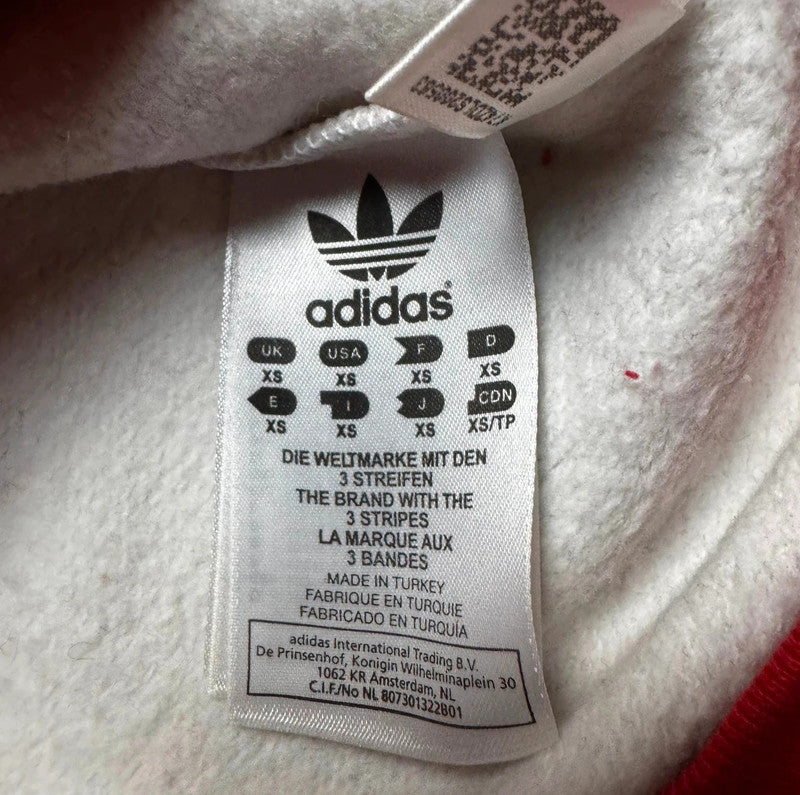 adidas
UK USA F D
XS XS XS XS
E I J CDN
XS XS XS XS/TP
DIE WELTMARKE MIT DEN
3 STREIFEN
THE BRAND WITH THE
3 STRIPES
LA MARQUE AUX
3 BANDES
MADE IN TURKEY
FABRIQUE EN TURQUIE
FABRICADO EN TURQUÍA
adidas International Trading B.V.
De Prinsenhof, Konigin Wilhelminaplein 30
1062 KR Amsterdam, NL
C.I.F./No NL 807301322B01